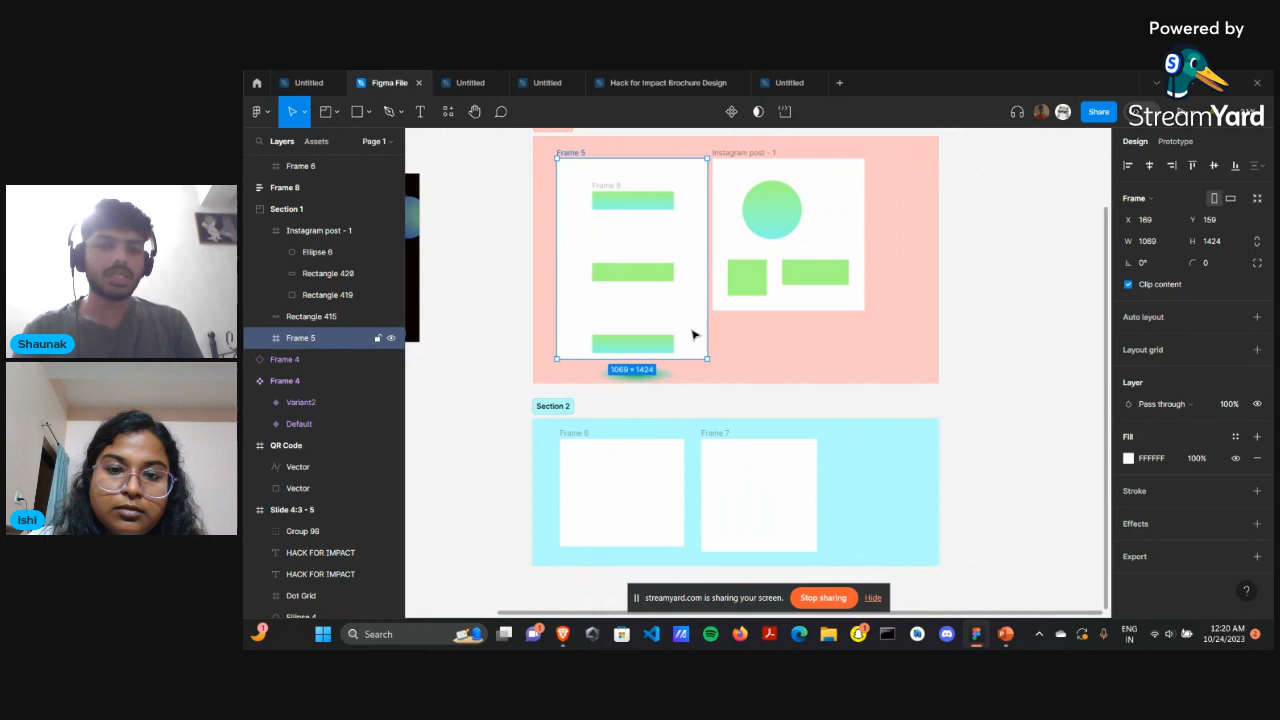 Powered by
StreamYard
Untitled
Figma File
Untitled
Untitled
Hack for Impact Brochure Design
Untitled
Share
Layers
Assets
Page 1
Frame 6
Frame 8
Section 1
Instagram post - 1
Ellipse 6
Rectangle 420
Rectangle 419
Rectangle 415
Frame 5
Frame 4
Frame 4
Variant2
Default
QR Code
Vector
Vector
Slide 4:3 - 5
Group 98
HACK FOR IMPACT
HACK FOR IMPACT
Dot Grid
Ellipse 4
Frame 5
Instagram post - 1
Frame 8
1069 × 1424
Section 2
Frame 6
Frame 7
Design
Prototype
Frame
X 169
Y 159
W 1069
H 1424
0°
0
Clip content
Auto layout
Layout grid
Layer
Pass through
100%
Fill
FFFFFF
100%
Stroke
Effects
Export
?
streamyard.com is sharing your screen.
Stop sharing
Hide
Shaunak
Ishi
1
Search
ENG
IN
12:20 AM
10/24/2023
2